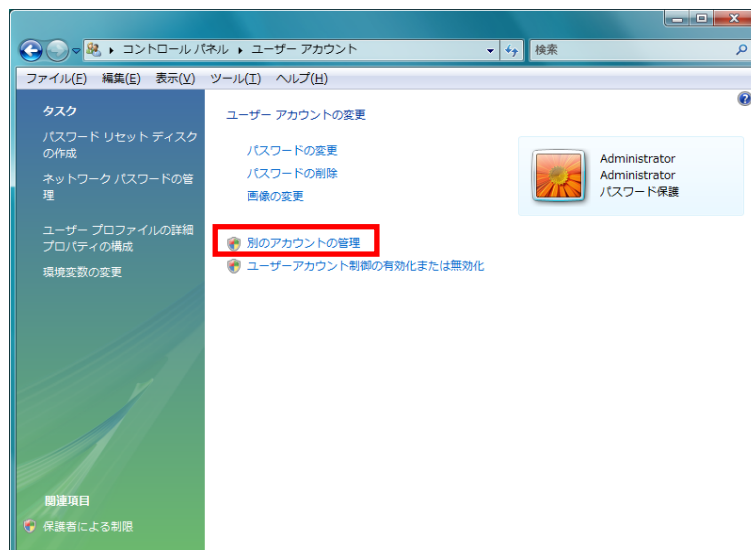 コントロール パネル ▸ ユーザー アカウント
検索
ファイル(F) 編集(E) 表示(V) ツール(T) ヘルプ(H)
タスク
パスワード リセット ディスク
の作成
ネットワーク パスワードの管
理
ユーザー プロファイルの詳細
プロパティの構成
環境変数の変更
ユーザー アカウントの変更
パスワードの変更
パスワードの削除
画像の変更
別のアカウントの管理
ユーザーアカウント制御の有効化または無効化
Administrator
Administrator
パスワード保護
関連項目
保護者による制限